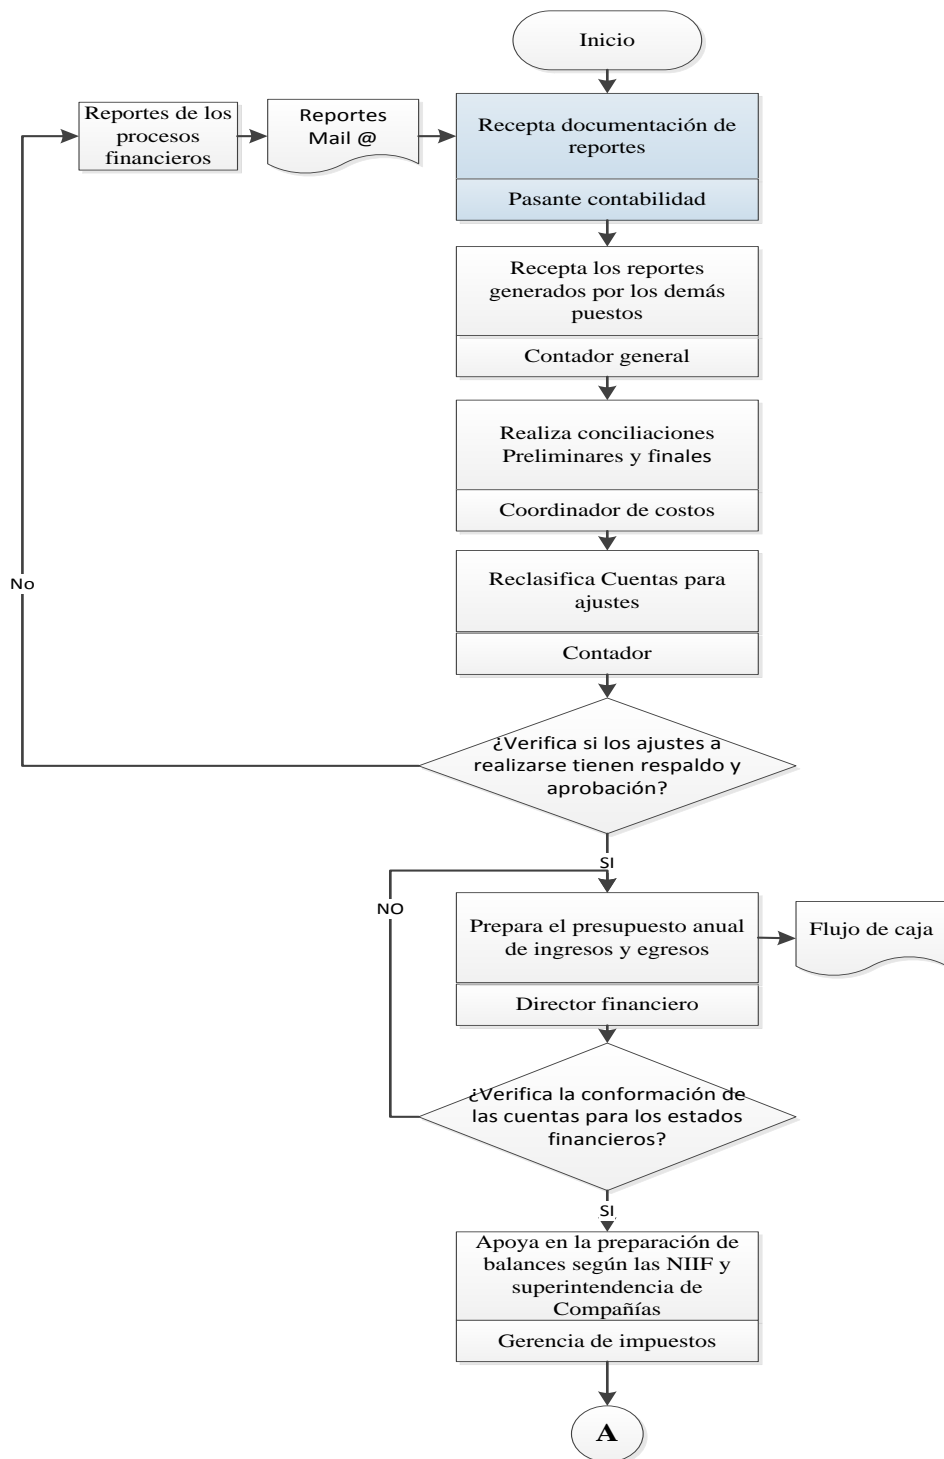 Inicio
Reportes de los
procesos
financieros
Reportes
Mail @
Recepta documentación de
reportes
Pasante contabilidad
Recepta los reportes
generados por los demás
puestos
Contador general
Realiza conciliaciones
Preliminares y finales
Coordinador de costos
No
Reclasifica Cuentas para
ajustes
Contador
¿Verifica si los ajustes a
realizarse tienen respaldo y
aprobación?
SI
NO
Prepara el presupuesto anual
de ingresos y egresos
Flujo de caja
Director financiero
¿Verifica la conformación de
las cuentas para los estados
financieros?
SI
Apoya en la preparación de
balances según las NIIF y
superintendencia de
Compañías
Gerencia de impuestos
A